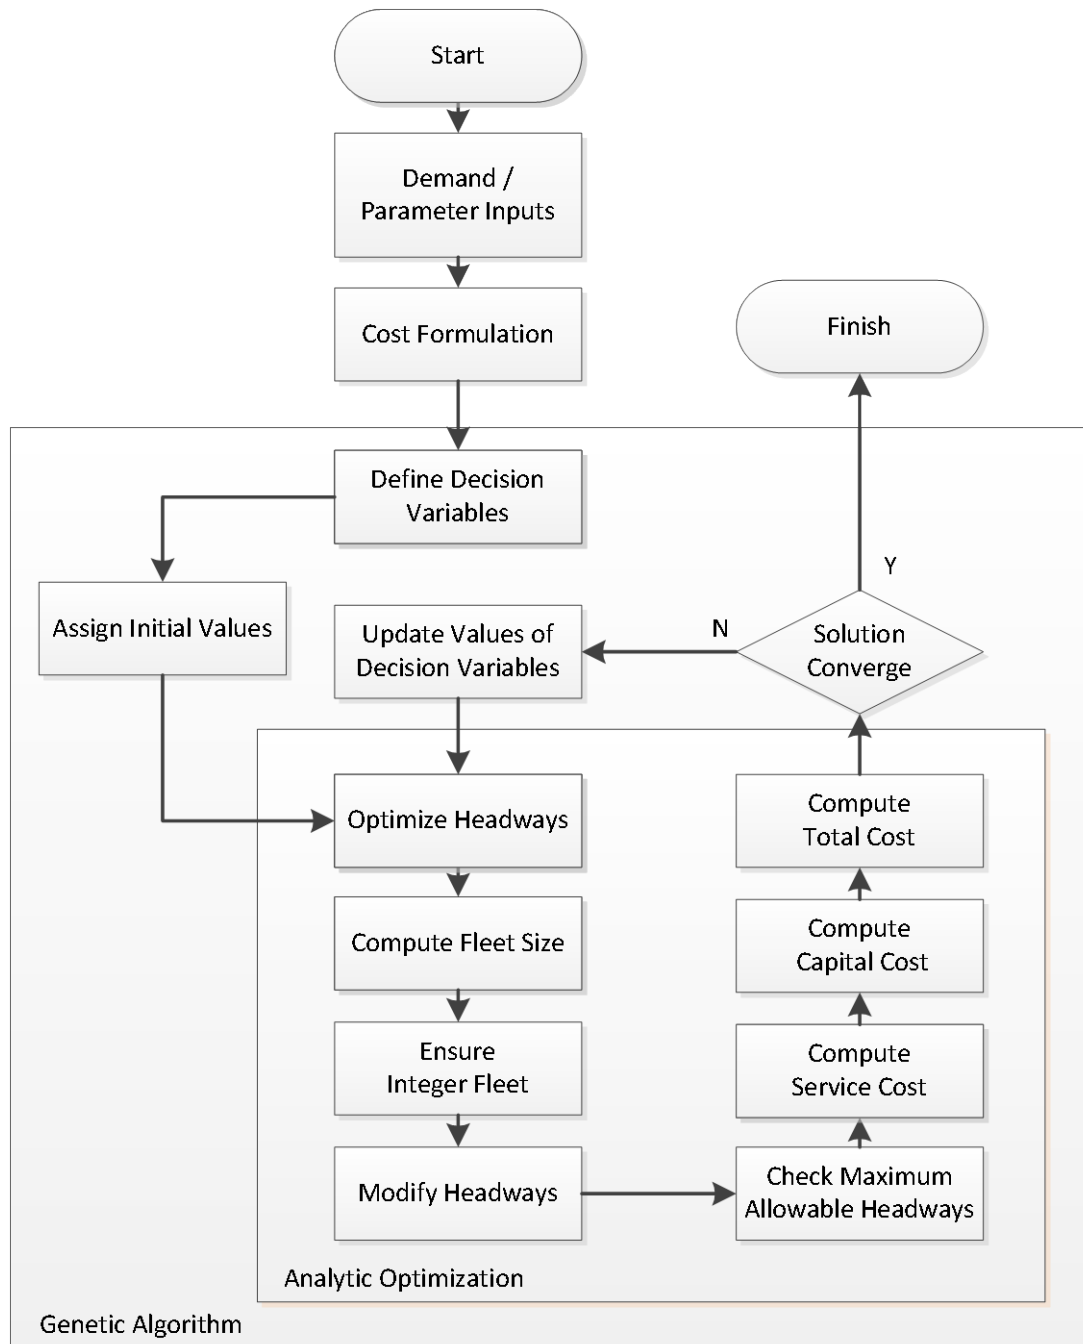 Start
Demand /
Parameter Inputs
Cost Formulation
Finish
Define Decision
Variables
Assign Initial Values
Update Values of
Decision Variables
N
Y
Solution
Converge
Optimize Headways
Compute Fleet Size
Ensure
Integer Fleet
Modify Headways
Check Maximum
Allowable Headways
Compute
Service Cost
Compute
Capital Cost
Compute
Total Cost
Analytic Optimization
Genetic Algorithm